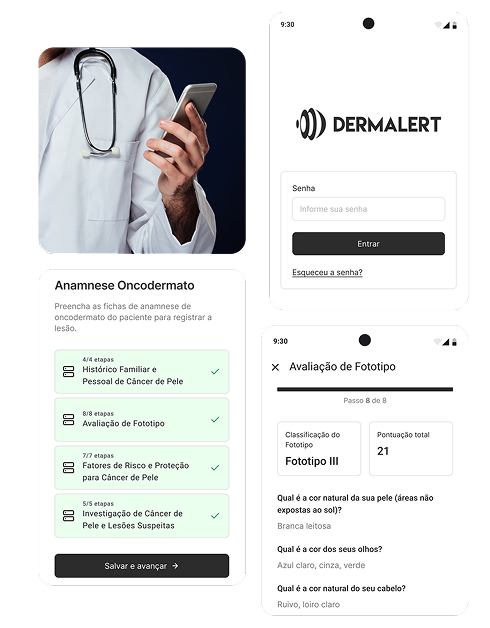 9:30
DERMALERT
Senha
Informe sua senha
Entrar
Esqueceu a senha?
Anamnese Oncodermato
Preencha as fichas de anamnese de
oncodermato do paciente para registrar a
lesão.
4/4 etapas
Histórico Familiar e
Pessoal de Câncer de Pele
8/8 etapas
Avaliação de Fototipo
7/7 etapas
Fatores de Risco e Proteção
para Câncer de Pele
5/5 etapas
Investigação de Câncer de
Pele e Lesões Suspeitas
Salvar e avançar
9:30
Avaliação de Fototipo
Passo 8 de 8
Classificação do
Fototipo
Fototipo III
Pontuação total
21
Qual é a cor natural da sua pele (áreas não
expostas ao sol)?
Branca leitosa
Qual é a cor dos seus olhos?
Azul claro, cinza, verde
Qual é a cor natural do seu cabelo?
Ruivo, loiro claro